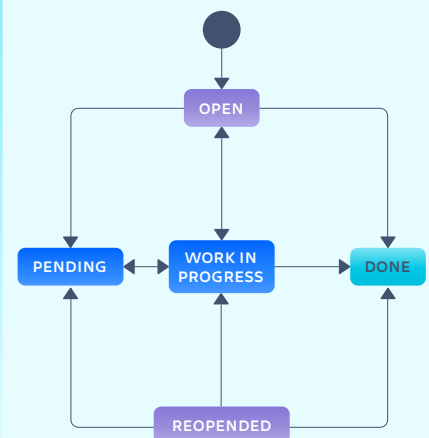 OPEN
PENDING
WORK IN
PROGRESS
DONE
REOPENDED